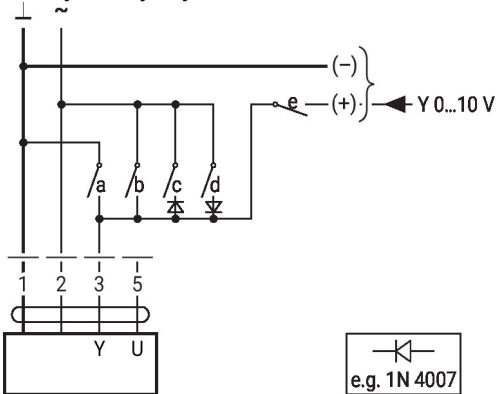 ⊥ ~
(–)
e (+) Y 0...10 V
a b c d
1 2 3 5
Y U
e.g. 1N 4007